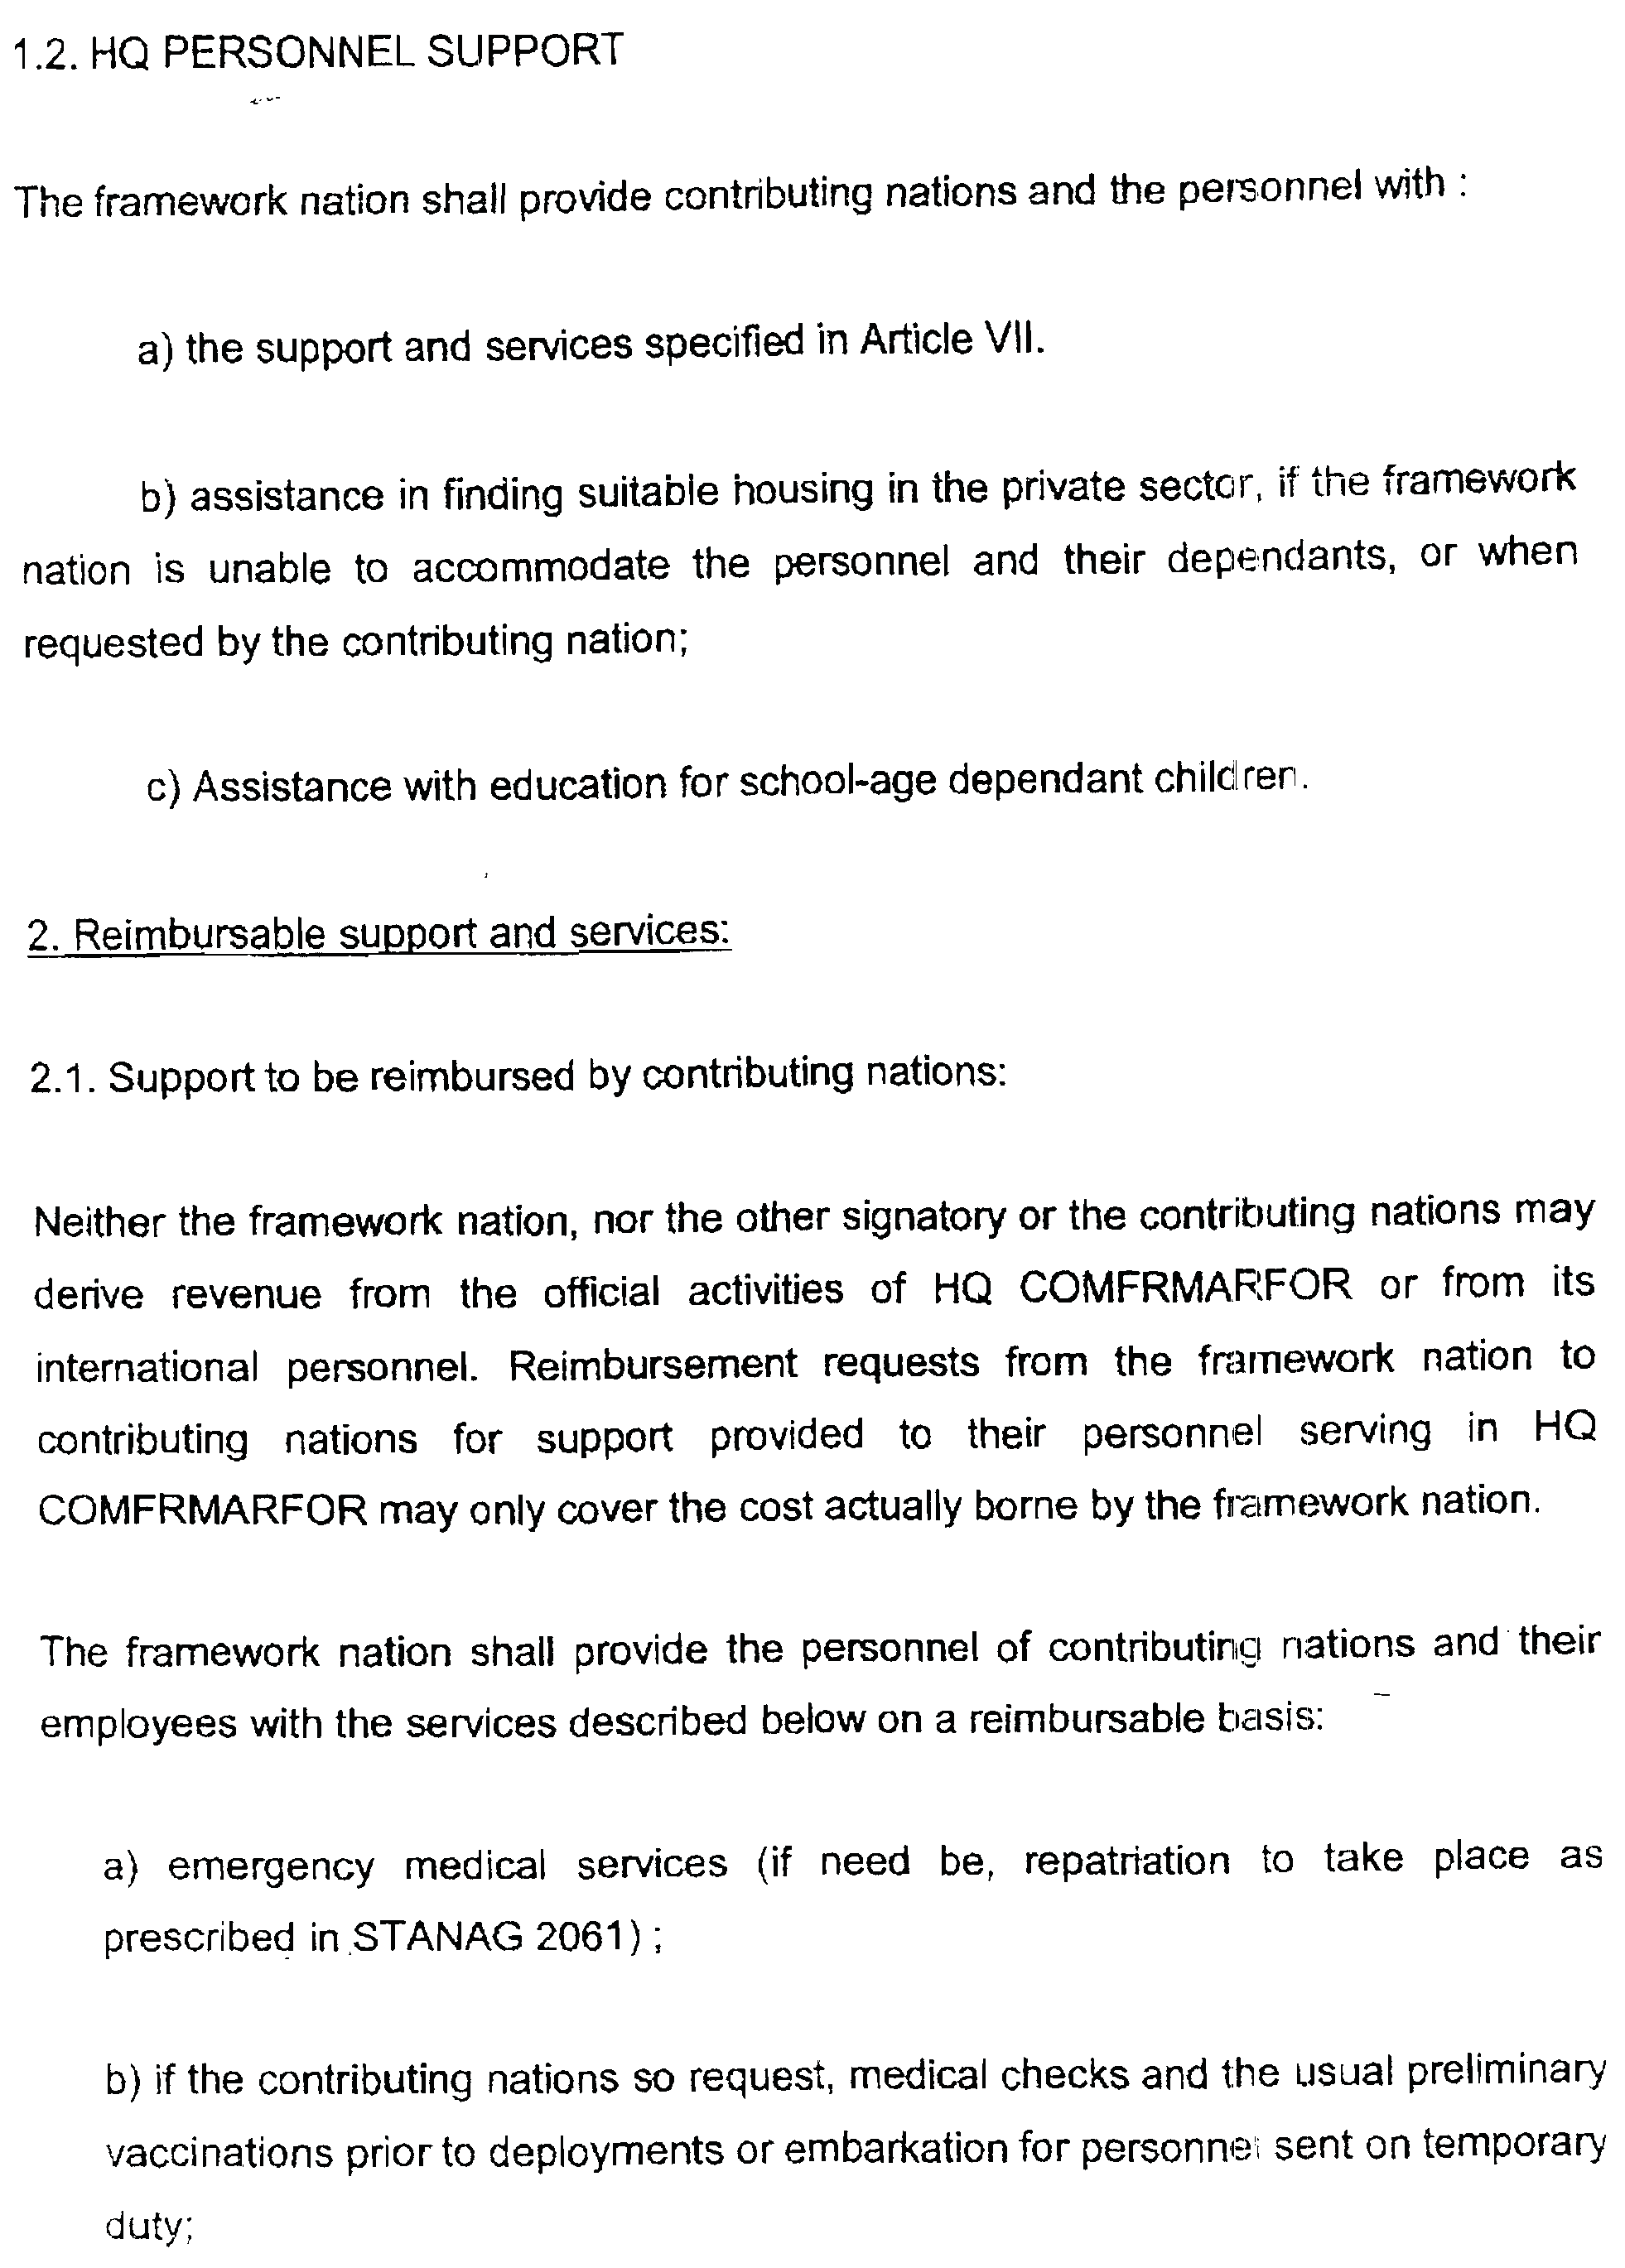 1.2. HQ PERSONNEL SUPPORT
The framework nation shall provide contributing nations and the personnel with :
a) the support and services specified in Article VII.
b) assistance in finding suitable housing in the private sector, if the framework
nation is unable to accommodate the personnel and their dependants, or when
requested by the contributing nation;
c) Assistance with education for school-age dependant children.
2. Reimbursable support and services:
2.1. Support to be reimbursed by contributing nations:
Neither the framework nation, nor the other signatory or the contributing nations may
derive revenue from the official activities of HQ COMFRMARFOR or from its
international personnel. Reimbursement requests from the framework nation to
contributing nations for support provided to their personnel serving in HQ
COMFRMARFOR may only cover the cost actually borne by the framework nation.
The framework nation shall provide the personnel of contributing nations and their
employees with the services described below on a reimbursable basis:
a) emergency medical services (if need be, repatriation to take place as
prescribed in STANAG 2061) ;
b) if the contributing nations so request, medical checks and the usual preliminary
vaccinations prior to deployments or embarkation for personnel sent on temporary
duty;